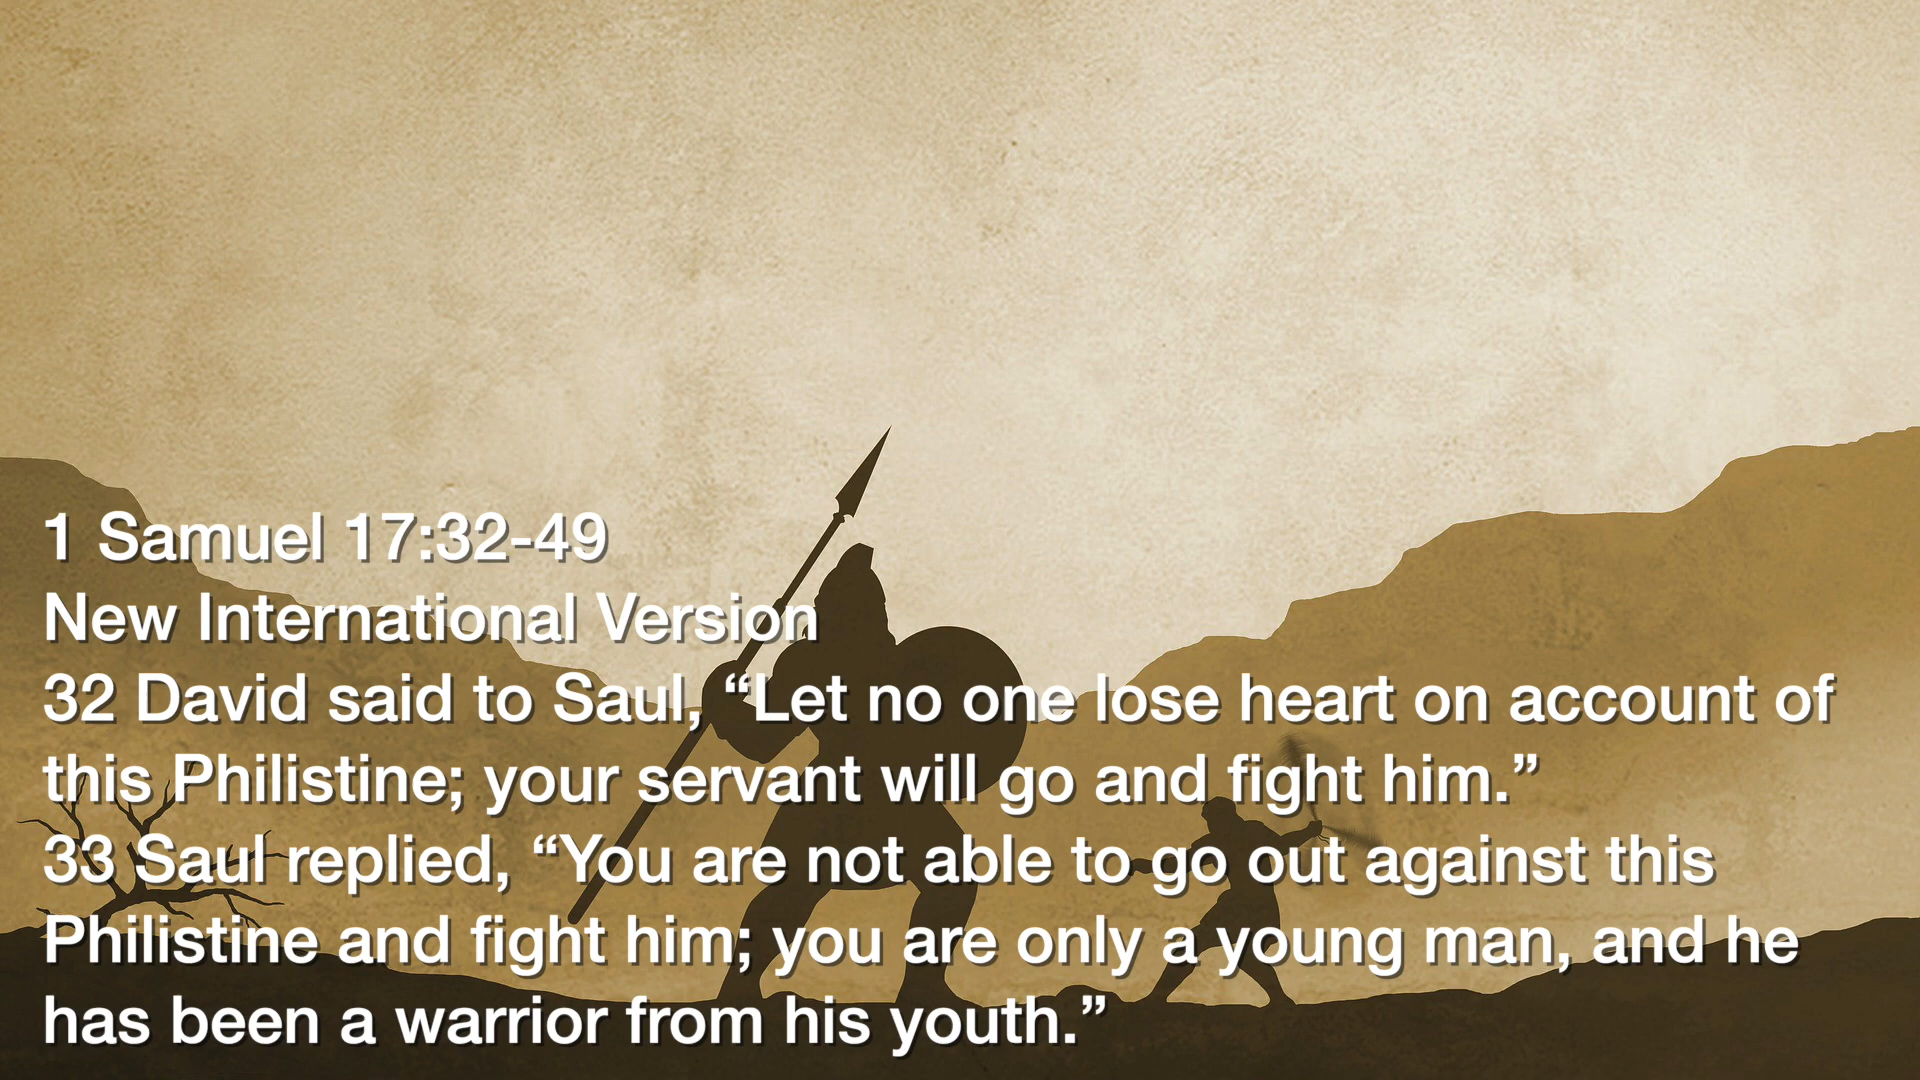 1 Samuel 17:32-49
New International Version
32 David said to Saul, “Let no one lose heart on account of
this Philistine; your servant will go and fight him.”
33 Saul replied, “You are not able to go out against this
Philistine and fight him; you are only a young man, and he
has been a warrior from his youth.”